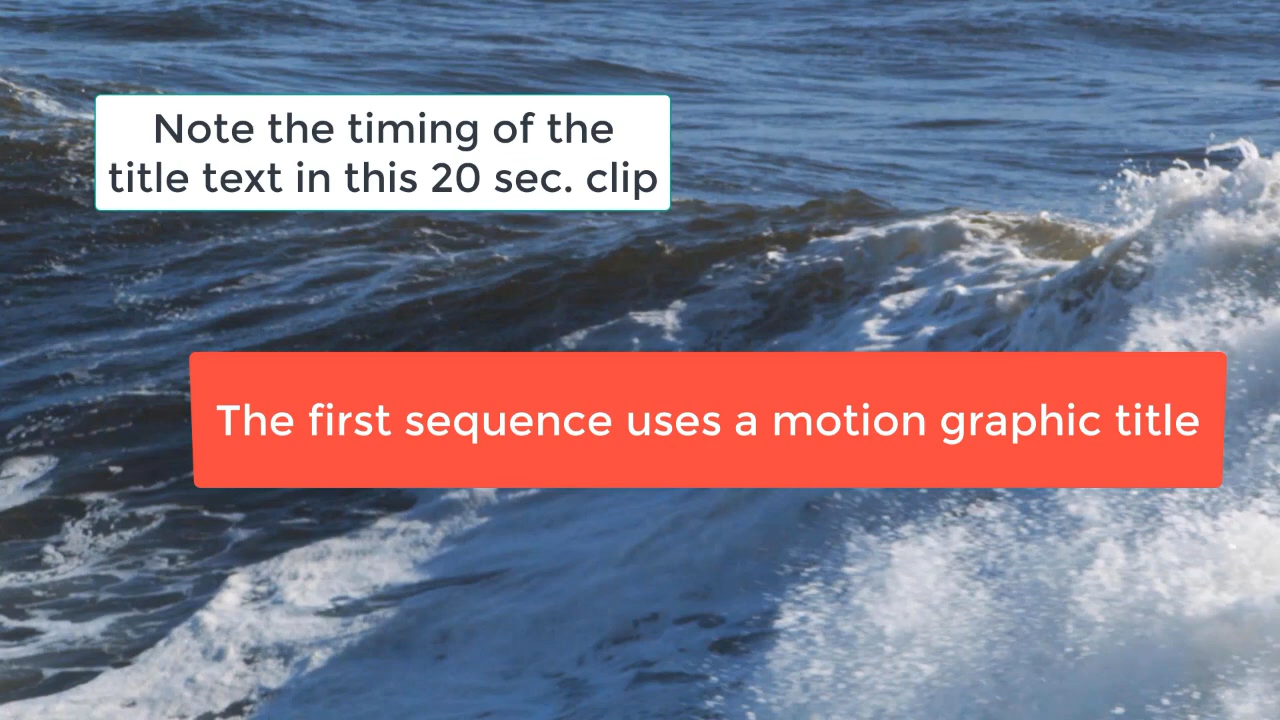 Note the timing of the
title text in this 20 sec. clip
The first sequence uses a motion graphic title